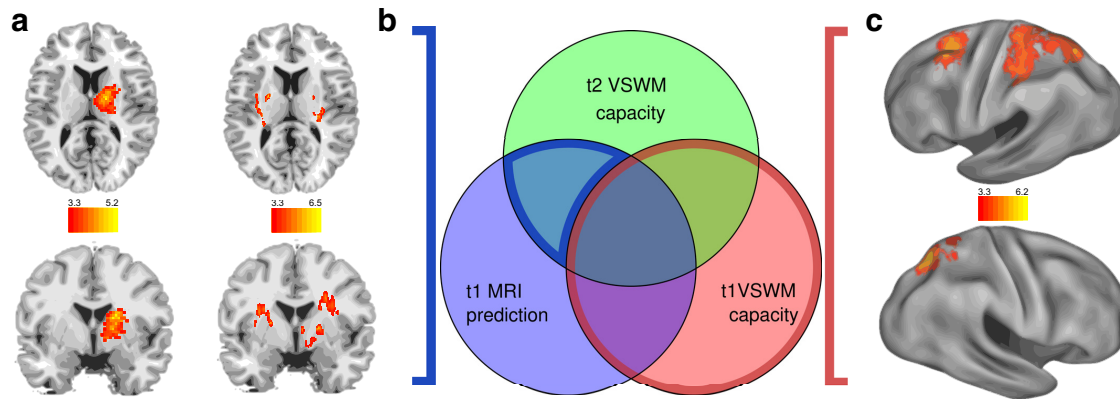 a
b
c
3.3 5.2
3.3 6.5
t2 VSWM
capacity
t1 MRI
prediction
t1VSWM
capacity
3.3 6.2